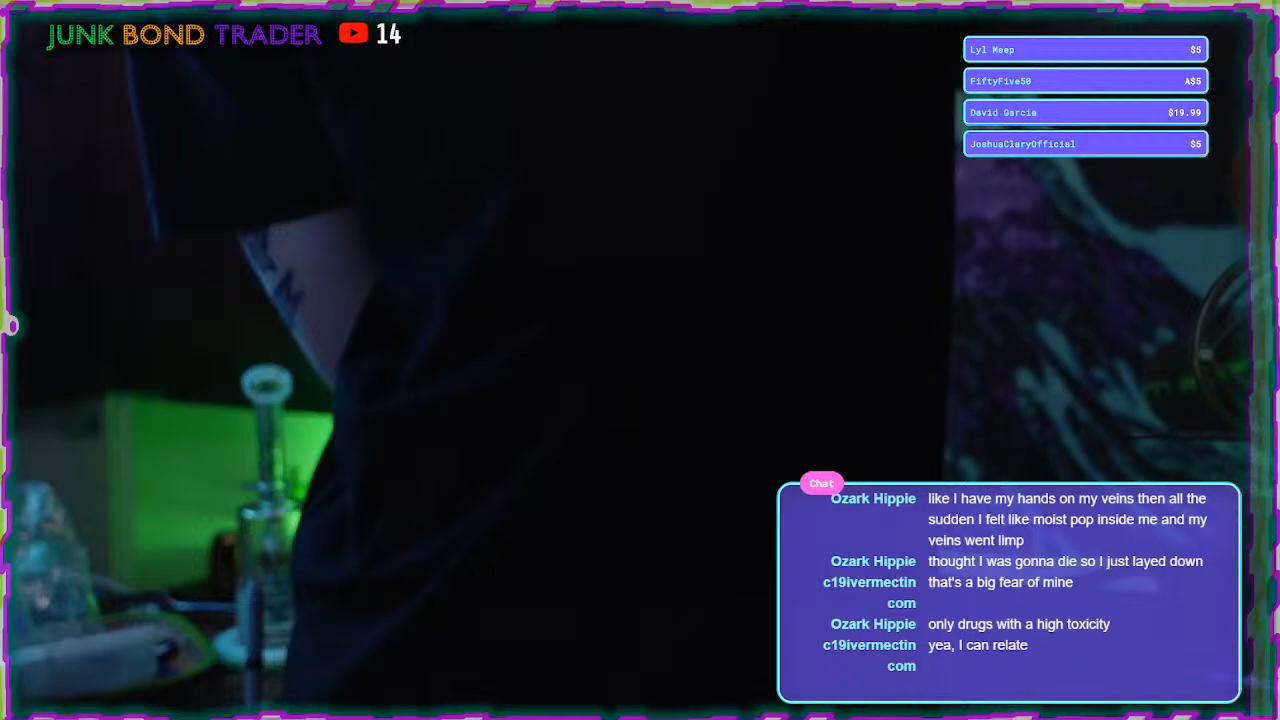 JUNK BOND TRADER 14
Lyl Meep $5
FiftyFive50 A$5
David Garcia $19.99
JoshuaClaryOfficial $5
Chat
Ozark Hippie like I have my hands on my veins then all the
sudden I felt like moist pop inside me and my
veins went limp
Ozark Hippie thought I was gonna die so I just layed down
c19ivermectin that's a big fear of mine
com
Ozark Hippie only drugs with a high toxicity
c19ivermectin yea, I can relate
com